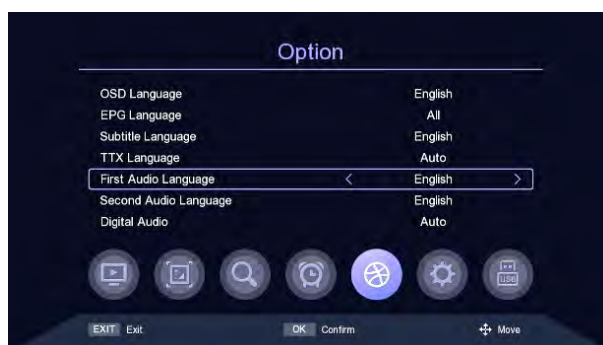 Option
OSD Language English
EPG Language All
Subtitle Language English
TTX Language Auto
First Audio Language < English >
Second Audio Language English
Digital Audio Auto
USB
EXIT Exit OK Confirm Move